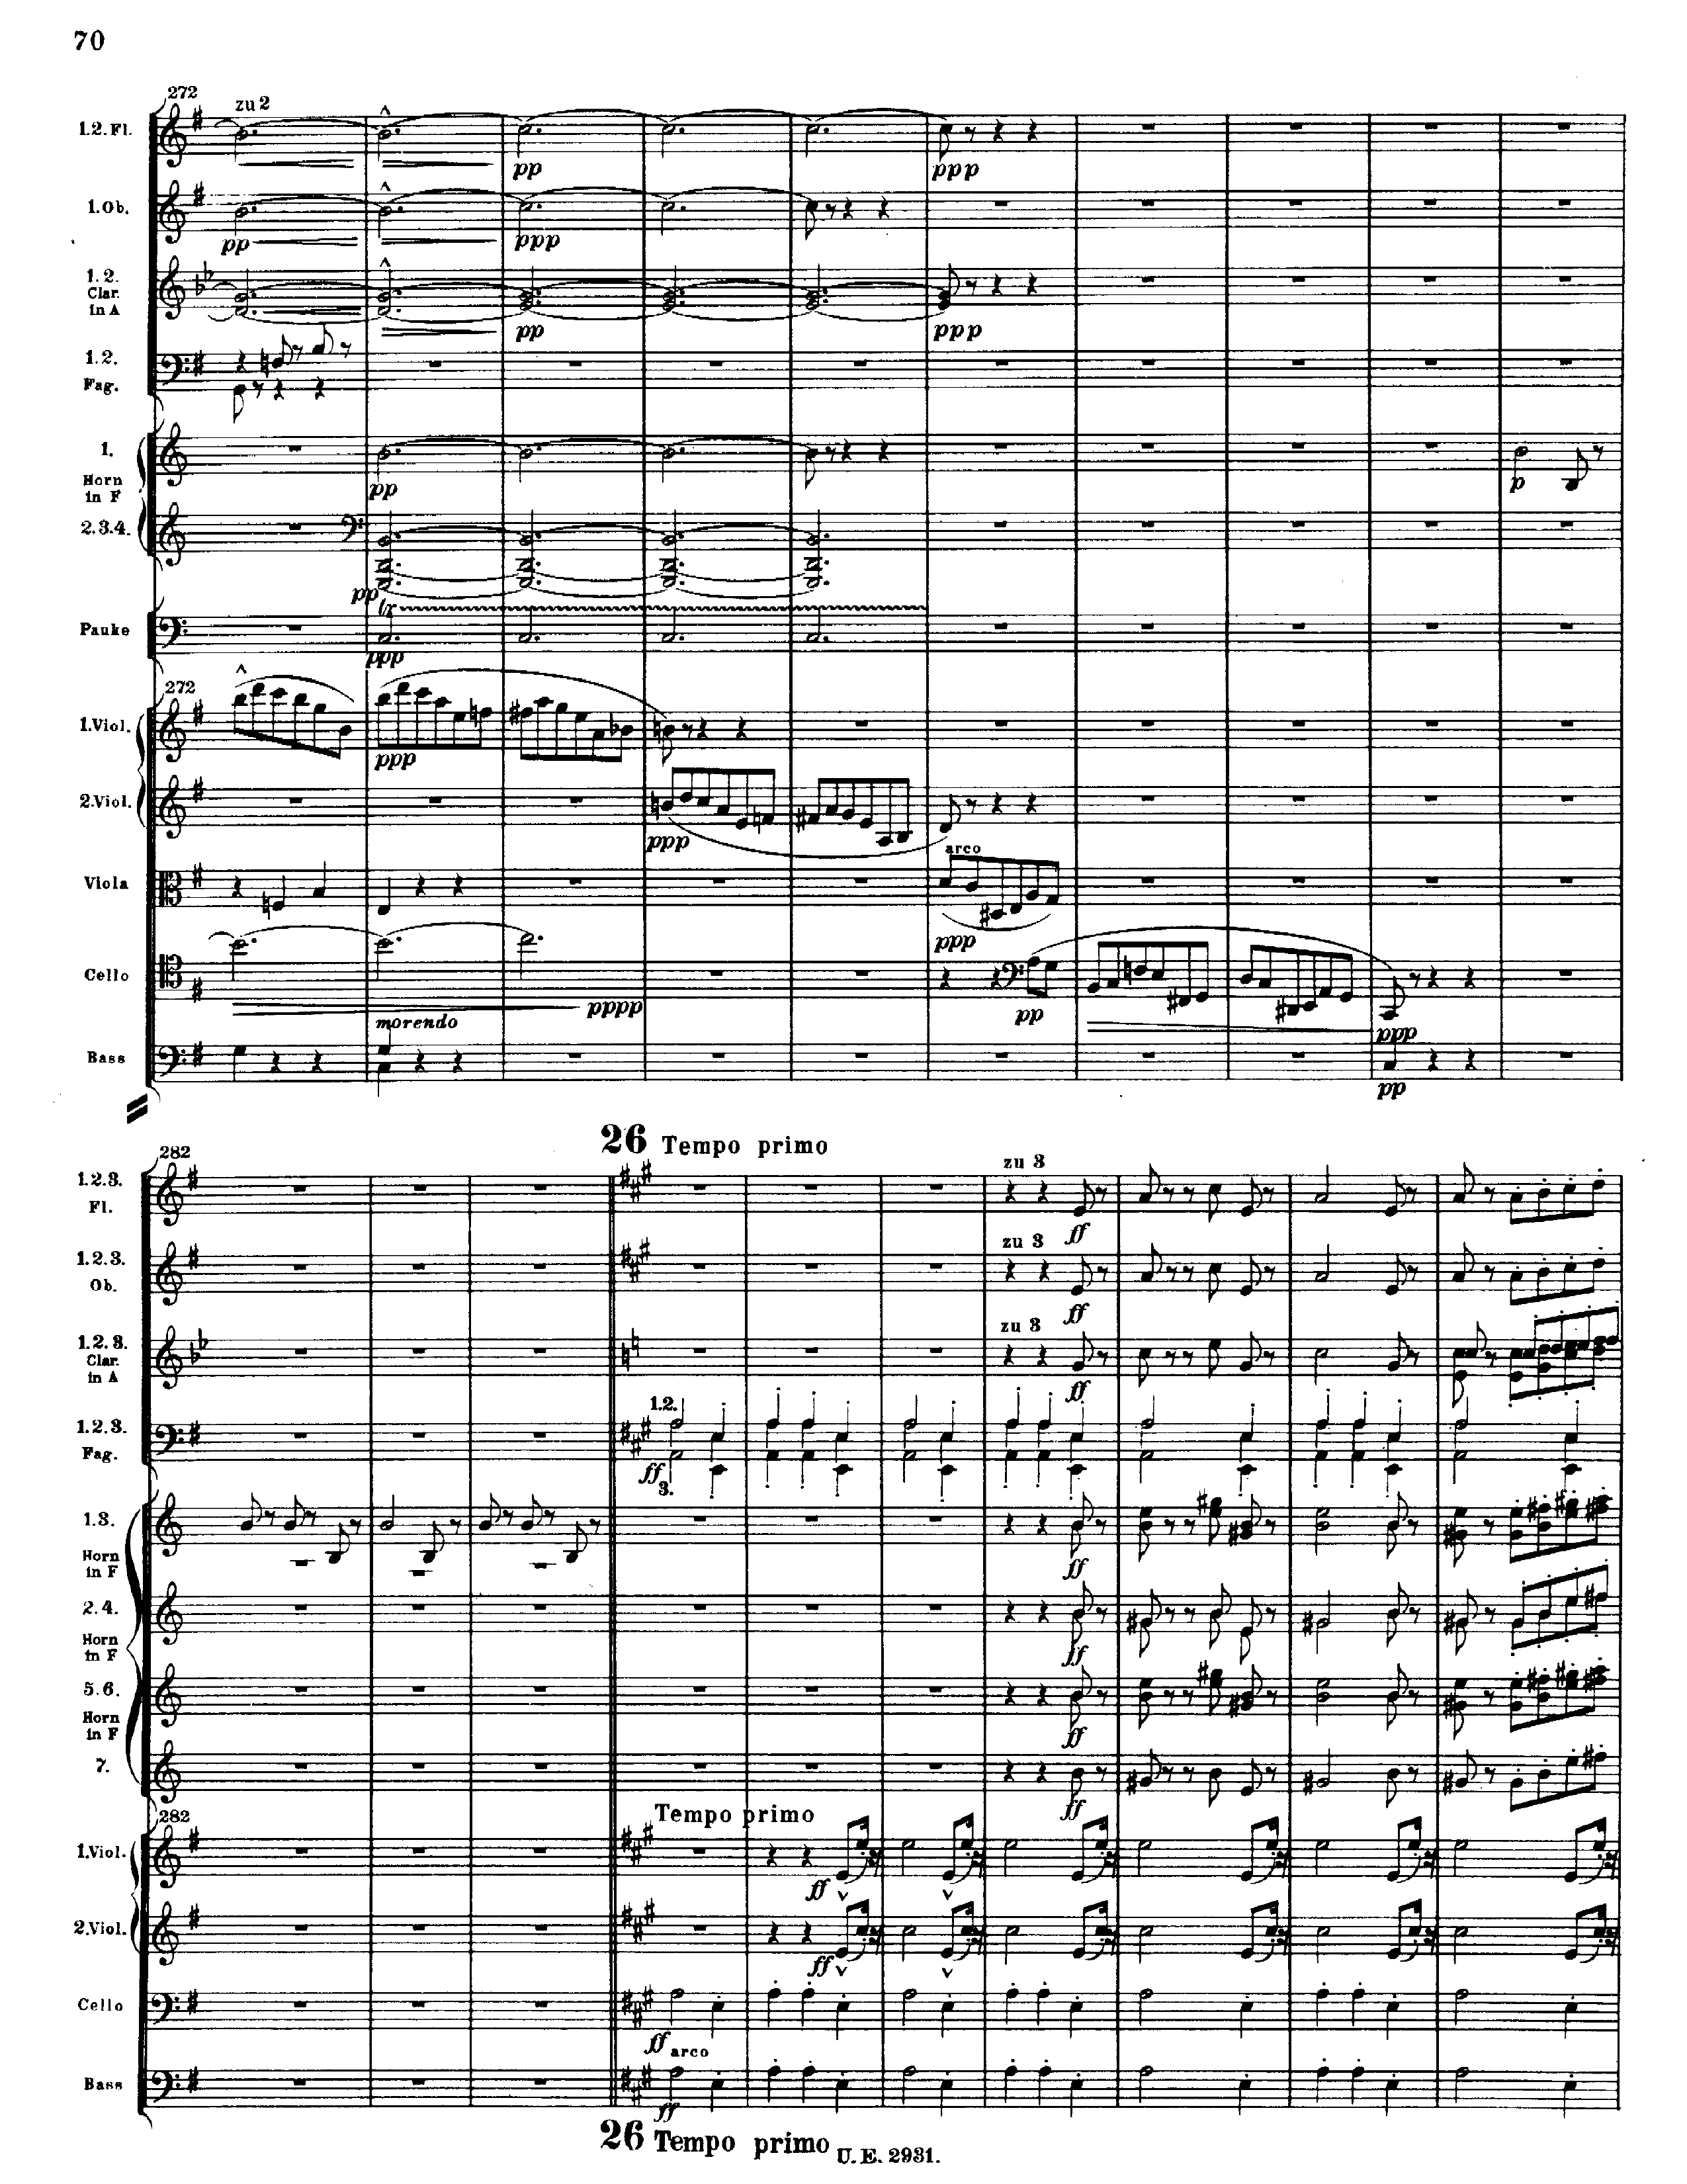 70
272
zu 2
1.2. Fl.
pp
ppp
1. Ob.
pp
ppp
1. 2.
Clar.
in A
pp
ppp
1. 2.
Fag.
1.
Horn
in F
pp
p
2.3.4.
pp
tr
Pauke
ppp
272
1.Viol.
ppp
2.Viol.
ppp
arco
Viola
ppp
Cello
pppp
pp
ppp
morendo
Bass
pp
26 Tempo primo
282
1.2.3.
Fl.
zu 3
ff
1.2.3.
Ob.
zu 3
ff
1.2.3.
Clar.
in A
zu 3
ff
1.2.
1.2.3.
Fag.
ff
3.
1.3.
Horn
in F
ff
2.4.
Horn
in F
ff
5.6.
Horn
in F
ff
7.
ff
282
Tempo primo
1.Viol.
ff
2.Viol.
ff
Cello
ff
arco
Bass
ff
26 Tempo primo
U. E. 2931.